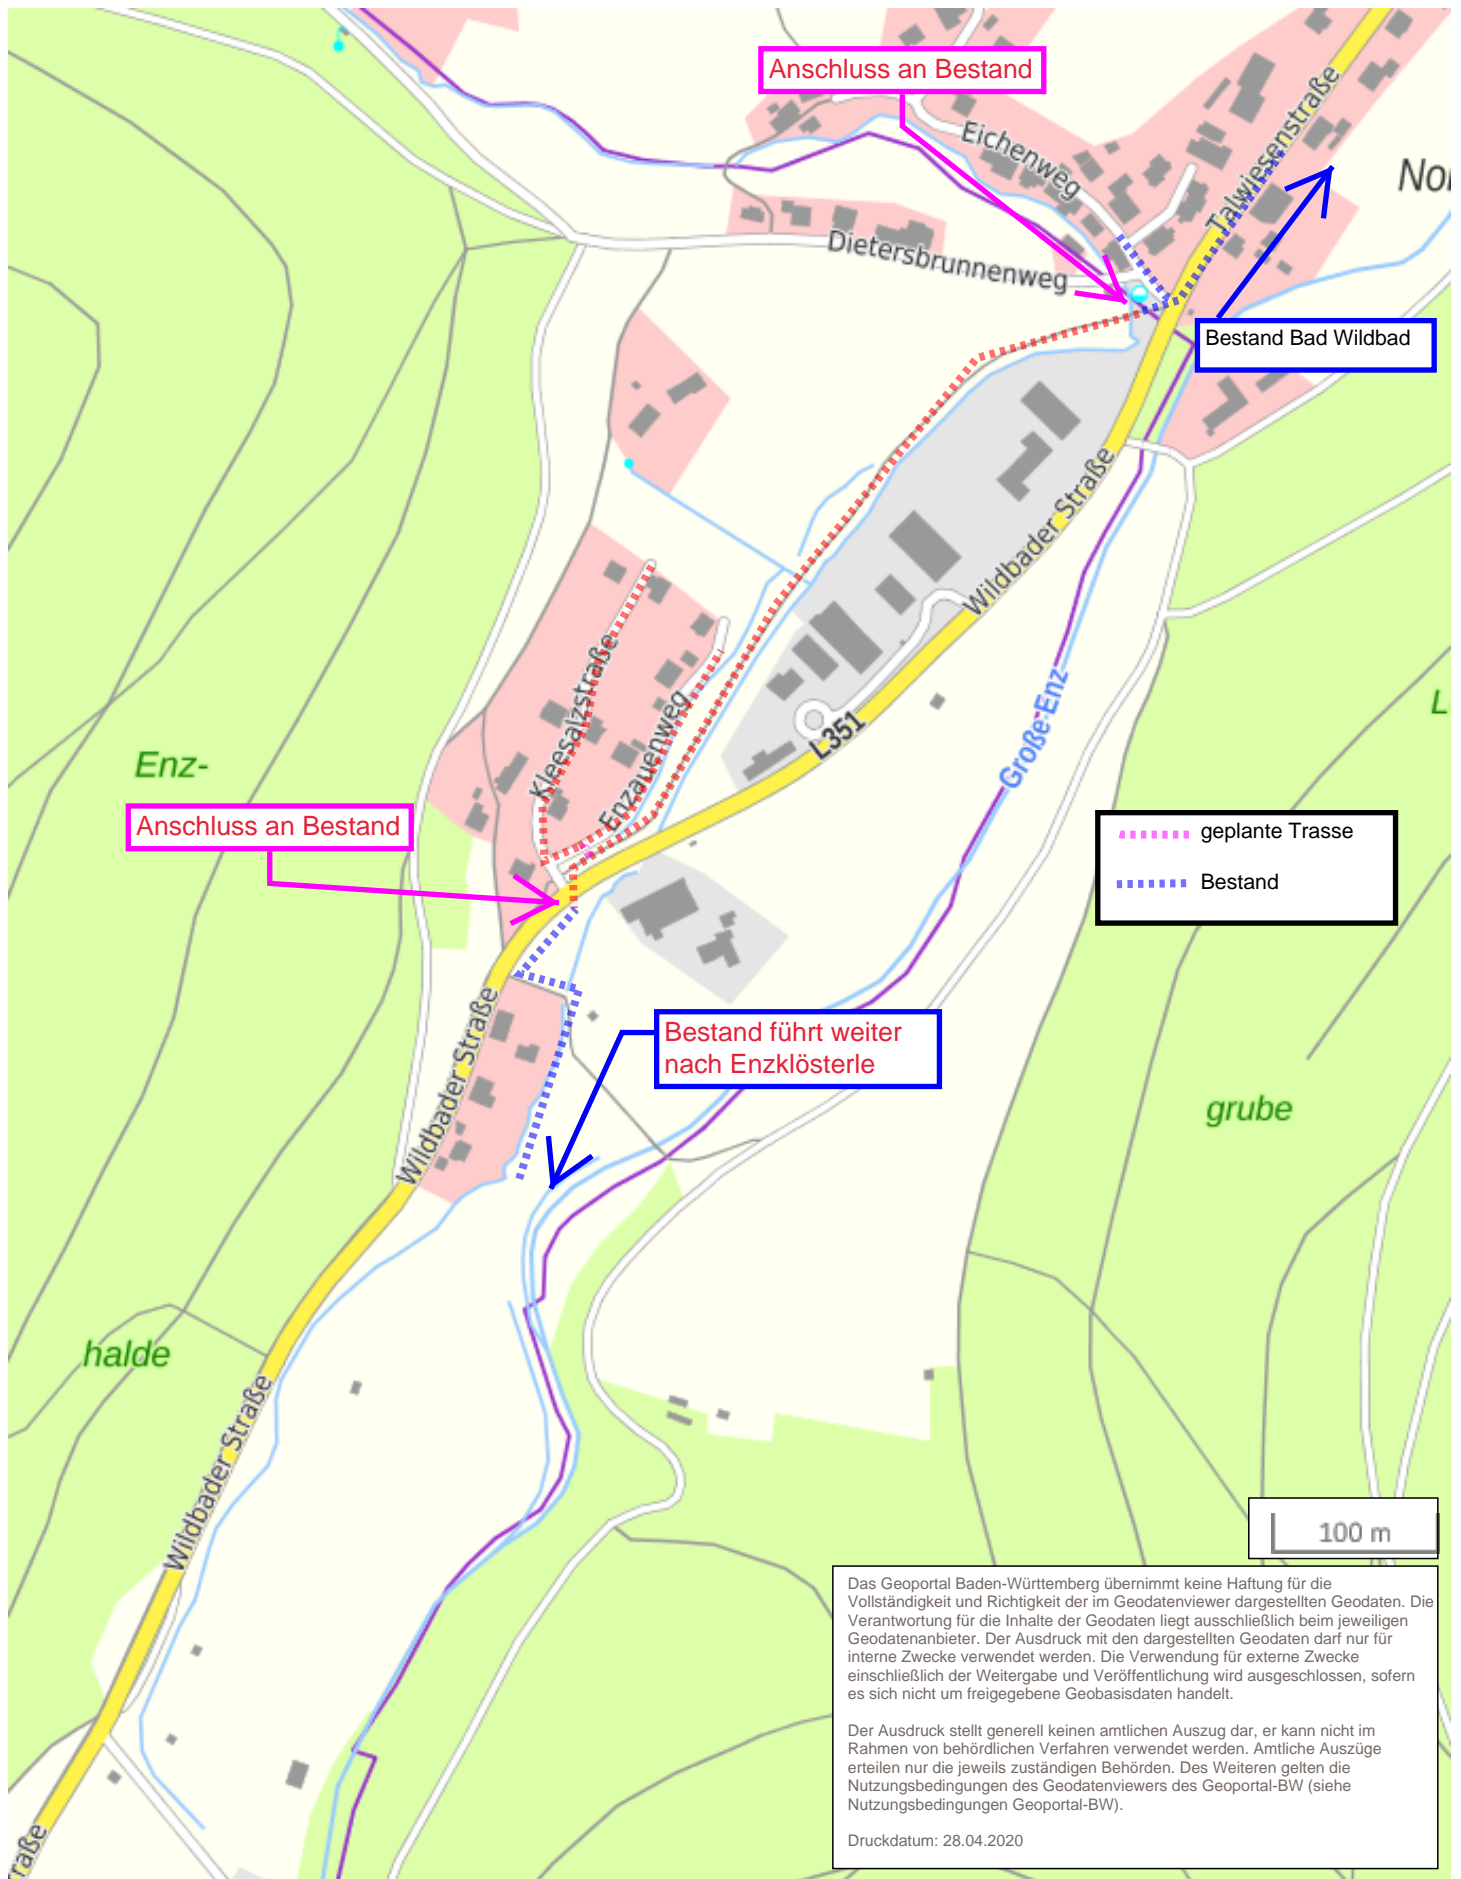 Anschluss an Bestand
Eichenweg
Talwiesenstraße
Dietersbrunnenweg
Bestand Bad Wildbad
Wildbader Straße
Kleesalzstraße
Enzauenweg
L351
Große Enz
Enz-
Anschluss an Bestand
geplante Trasse
Bestand
Wildbader Straße
Bestand führt weiter
nach Enzklösterle
grube
halde
Wildbader Straße
100 m
Das Geoportal Baden-Württemberg übernimmt keine Haftung für die
Vollständigkeit und Richtigkeit der im Geodatenviewer dargestellten Geodaten. Die
Verantwortung für die Inhalte der Geodaten liegt ausschließlich beim jeweiligen
Geodatenanbieter. Der Ausdruck mit den dargestellten Geodaten darf nur für
interne Zwecke verwendet werden. Die Verwendung für externe Zwecke
einschließlich der Weitergabe und Veröffentlichung wird ausgeschlossen, sofern
es sich nicht um freigegebene Geobasisdaten handelt.
Der Ausdruck stellt generell keinen amtlichen Auszug dar, er kann nicht im
Rahmen von behördlichen Verfahren verwendet werden. Amtliche Auszüge
erteilen nur die jeweils zuständigen Behörden. Des Weiteren gelten die
Nutzungsbedingungen des Geodatenviewers des Geoportal-BW (siehe
Nutzungsbedingungen Geoportal-BW).
Druckdatum: 28.04.2020